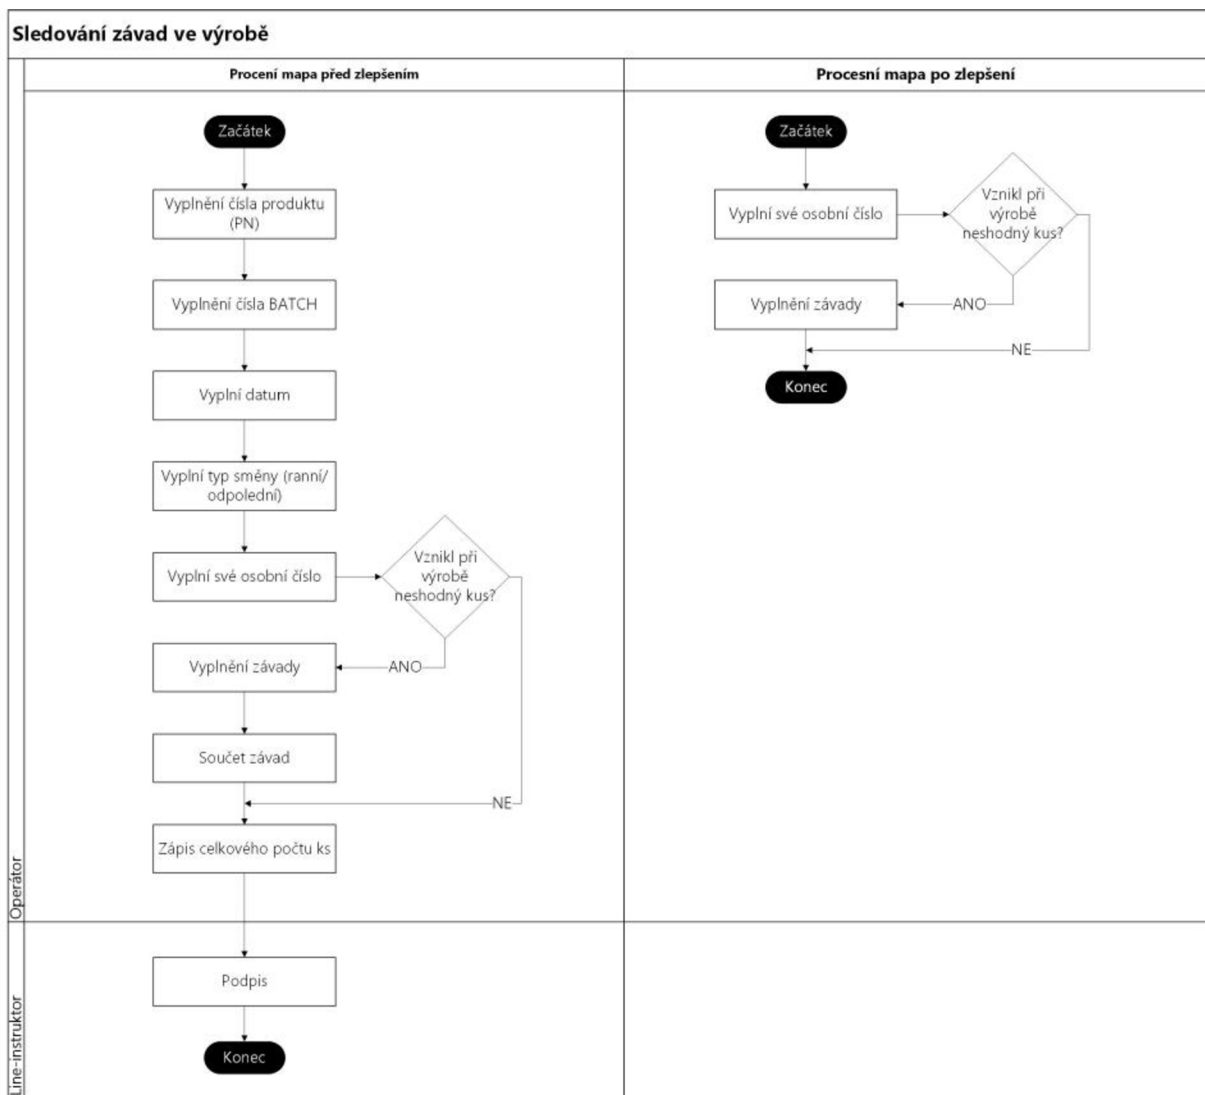 Sledování závad ve výrobě
Procení mapa před zlepšením
Procesní mapa po zlepšení
Operátor
Začátek
Vyplnění čísla produktu
(PN)
Vyplnění čísla BATCH
Vyplní datum
Vyplní typ směny (ranní/
odpolední)
Vyplní své osobní číslo
Vznikl při
výrobě
neshodný kus?
Vyplnění závady
ANO
Součet závad
NE
Zápis celkového počtu ks
Začátek
Vyplní své osobní číslo
Vznikl při
výrobě
neshodný kus?
Vyplnění závady
ANO
NE
Konec
Line-instruktor
Podpis
Konec